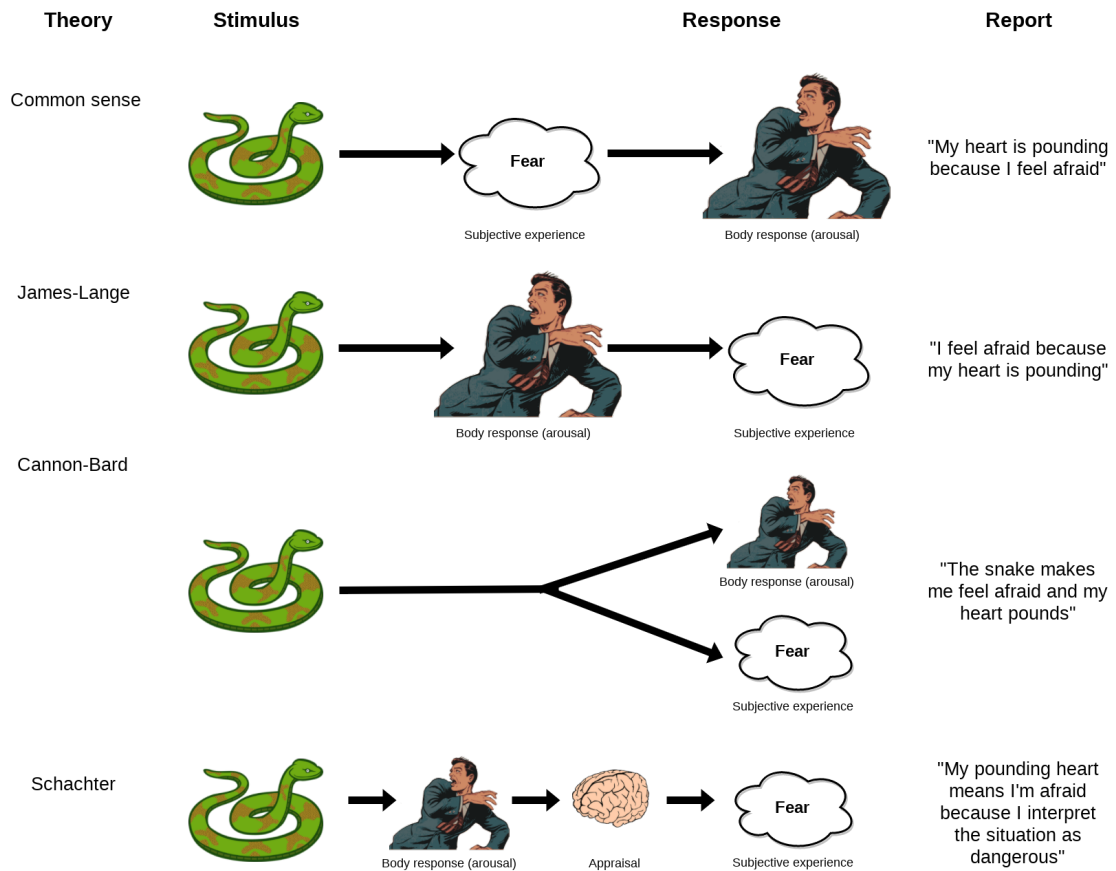 Theory
Stimulus
Response
Report
Common sense
Fear
Subjective experience
Body response (arousal)
"My heart is pounding
because I feel afraid"
James-Lange
Body response (arousal)
Fear
Subjective experience
"I feel afraid because
my heart is pounding"
Cannon-Bard
Body response (arousal)
Fear
Subjective experience
"The snake makes
me feel afraid and my
heart pounds"
Schachter
Body response (arousal)
Appraisal
Fear
Subjective experience
"My pounding heart
means I'm afraid
because I interpret
the situation as
dangerous"